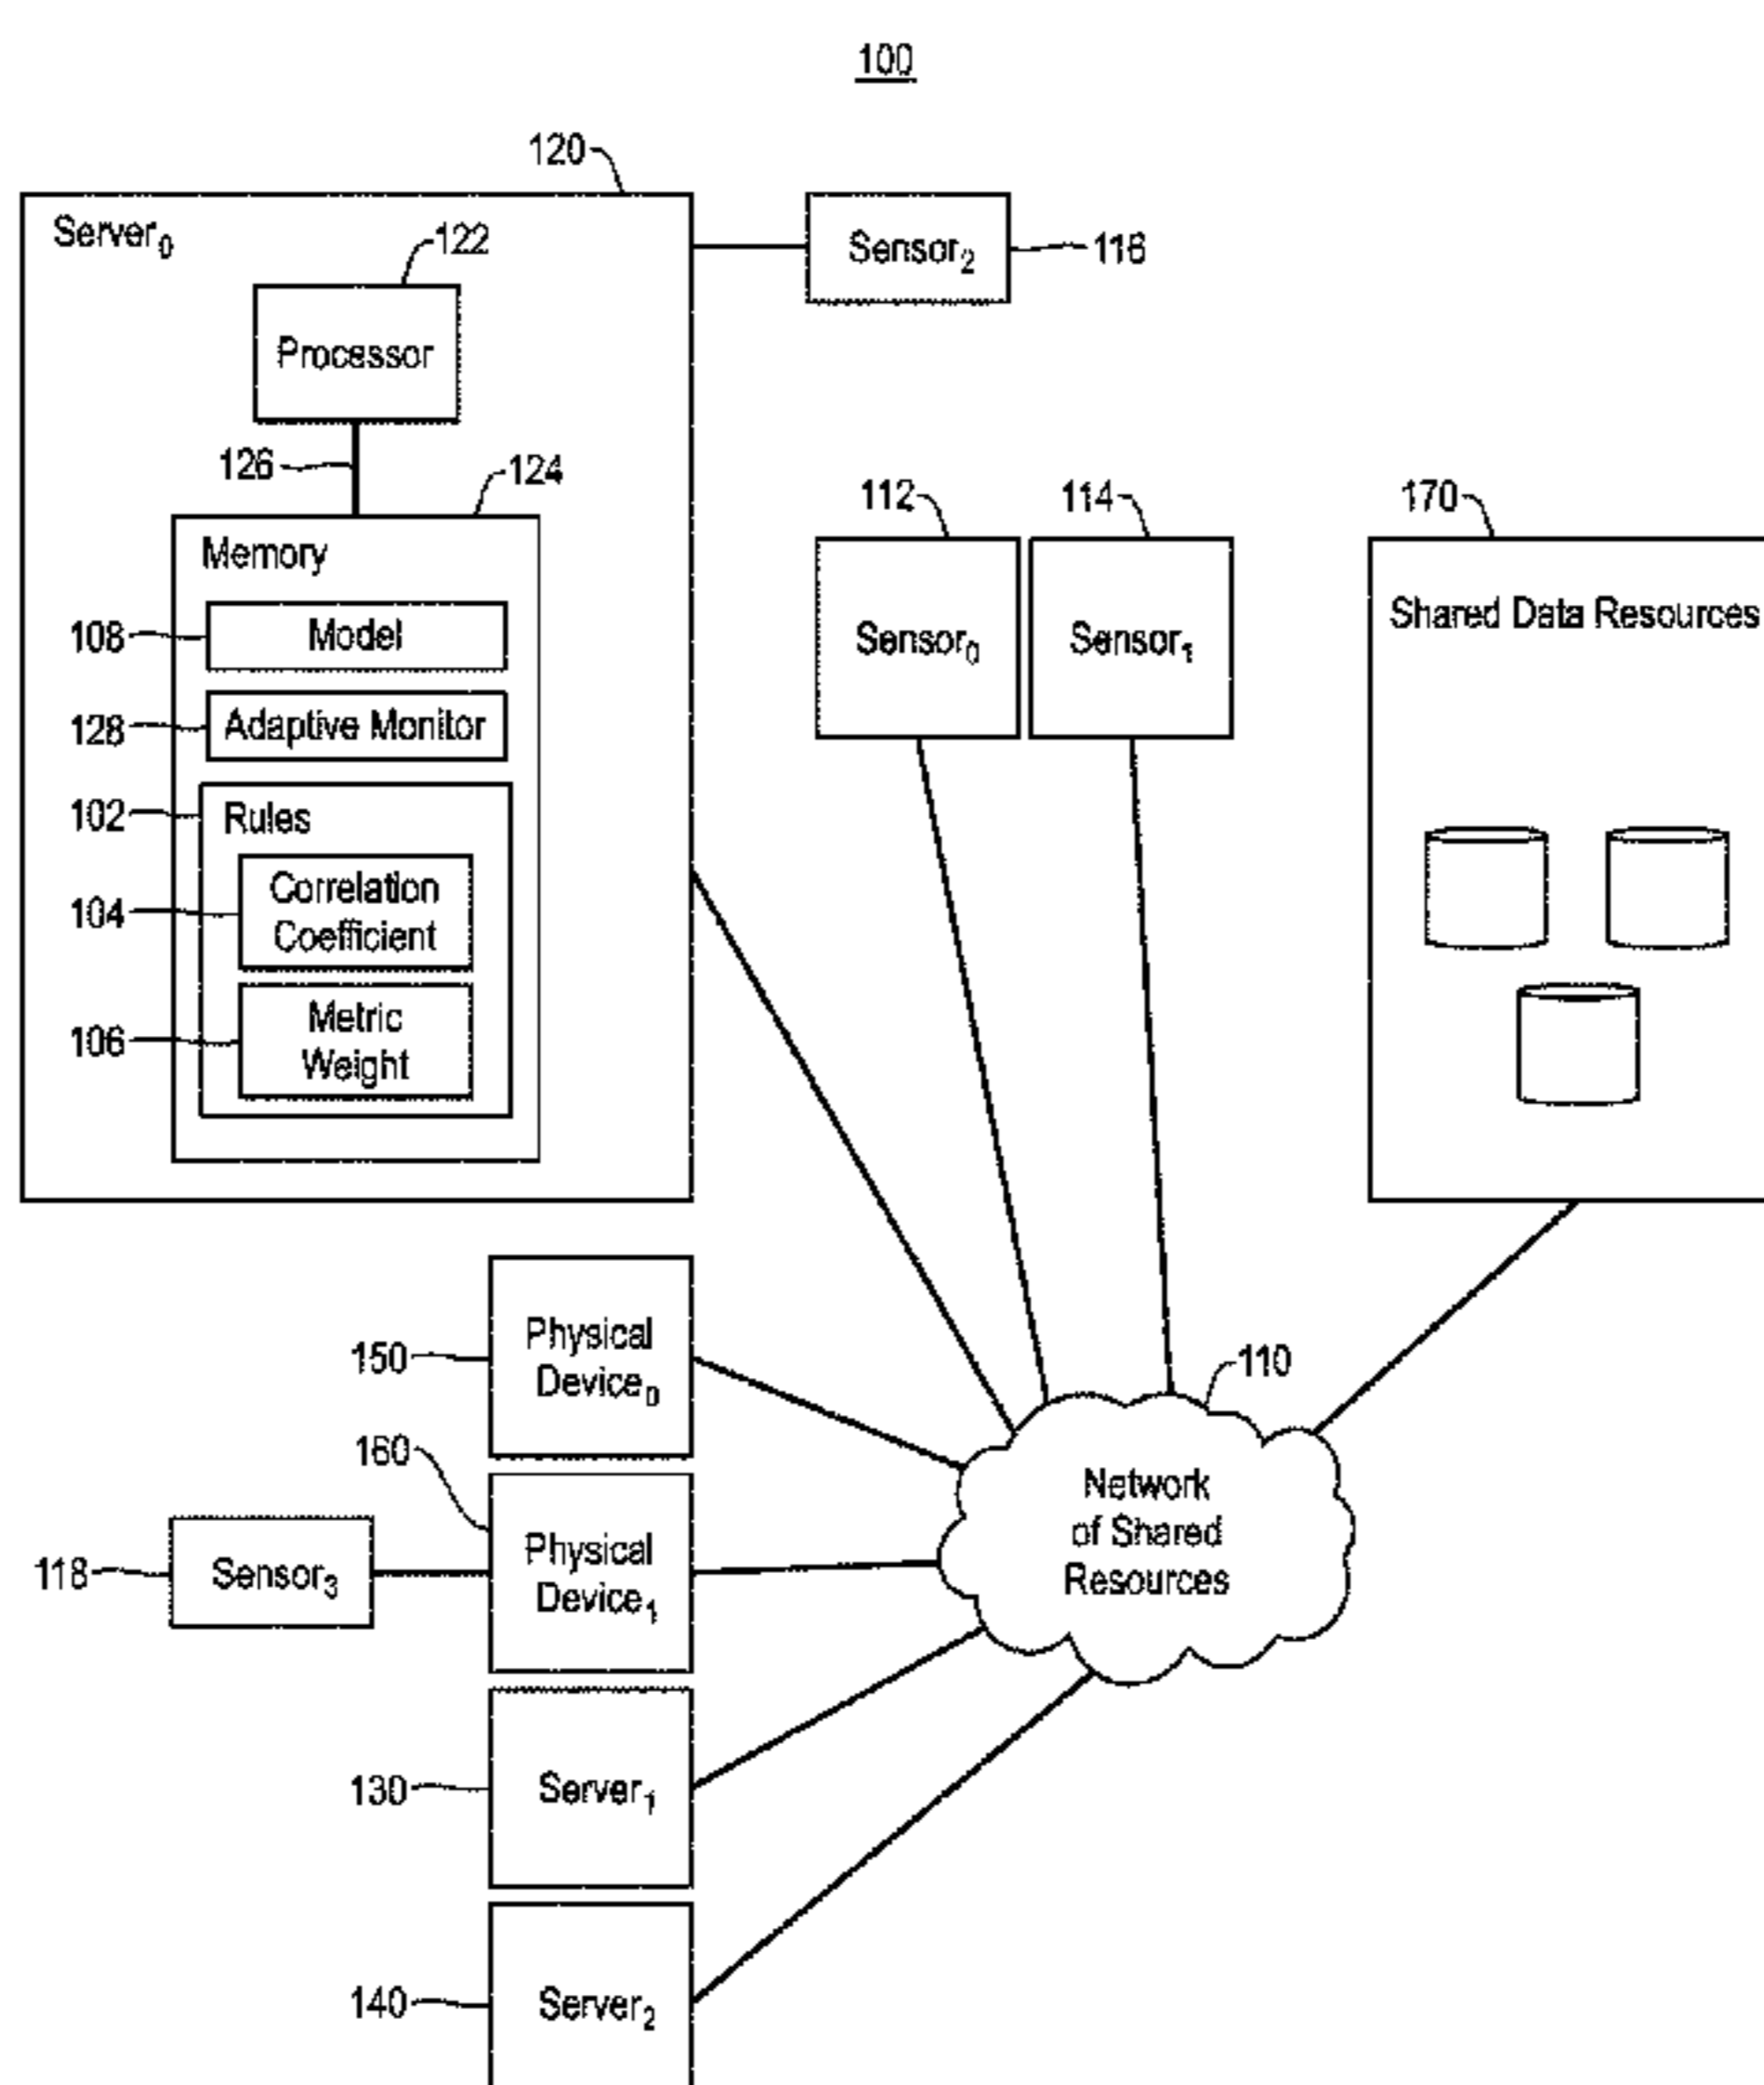 100
120
Server0
122
Sensor2
116
Processor
126
124
112
114
170
Memory
Shared Data Resources
108
Model
Sensor0
Sensor1
128
Adaptive Monitor
102
Rules
104
Correlation
Coefficient
106
Metric
Weight
150
Physical
Device0
110
160
Network
of Shared
Resources
118
Sensor3
Physical
Device1
130
Server1
140
Server2